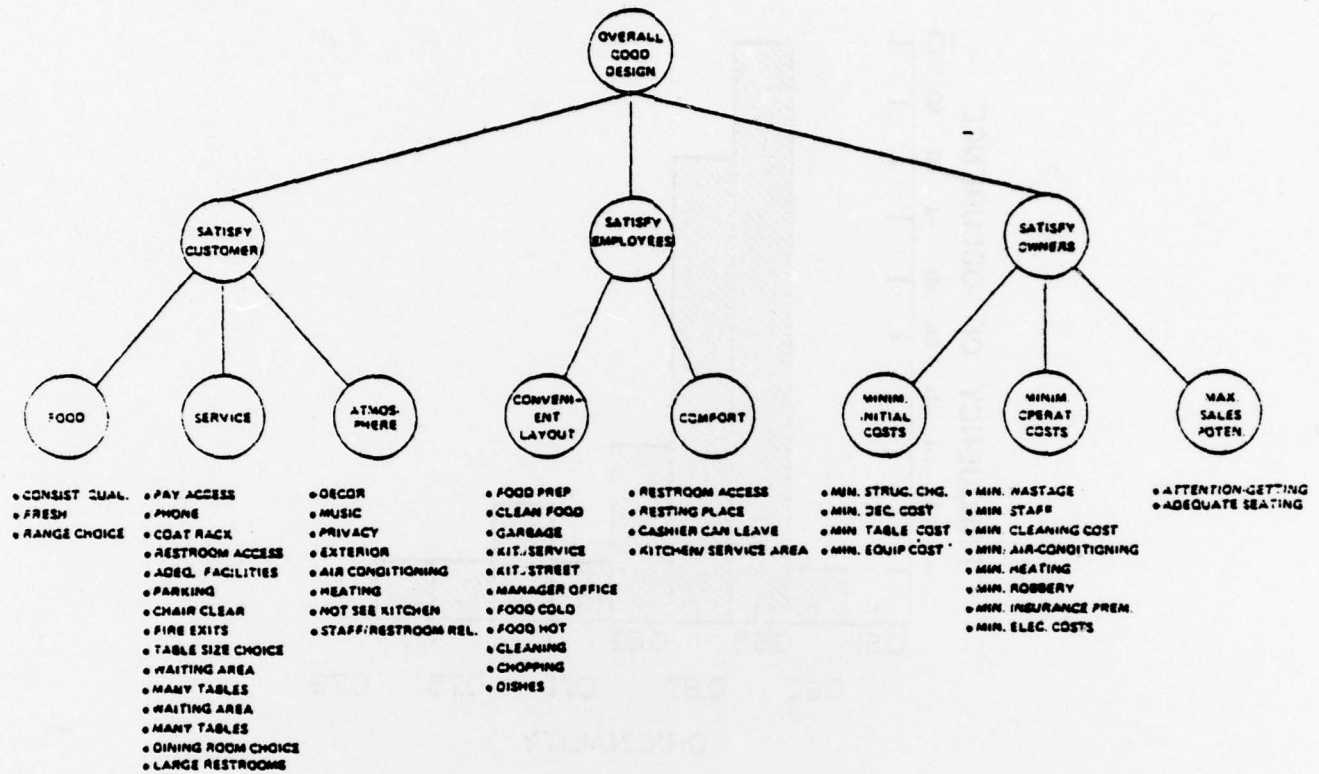 OVERALL
GOOD
DESIGN
SATISFY
CUSTOMER
SATISFY
EMPLOYEES
SATISFY
OWNERS
FOOD
SERVICE
ATMOS-
PHERE
CONVENI-
ENT
LAYOUT
COMFORT
MINIM.
INITIAL
COSTS
MINIM.
OPERAT
COSTS
MAX.
SALES
POTEN.
• CONSIST QUAL.
• FRESH
• RANGE CHOICE
• PAY ACCESS
• PHONE
• COAT RACK
• RESTROOM ACCESS
• ADEQ. FACILITIES
• PARKING
• CHAIR CLEAR
• FIRE EXITS
• TABLE SIZE CHOICE
• WAITING AREA
• MANY TABLES
• WAITING AREA
• MANY TABLES
• DINING ROOM CHOICE
• LARGE RESTROOMS
• DECOR
• MUSIC
• PRIVACY
• EXTERIOR
• AIR CONDITIONING
• HEATING
• NOT SEE KITCHEN
• STAFF/RESTROOM REL.
• FOOD PREP
• CLEAN FOOD
• GARBAGE
• KIT./SERVICE
• KIT./STREET
• MANAGER OFFICE
• FOOD COLD
• FOOD HOT
• CLEANING
• CHOPPING
• DISHES
• RESTROOM ACCESS
• RESTING PLACE
• CASHIER CAN LEAVE
• KITCHEN/SERVICE AREA
• MIN. STRUC. CHG.
• MIN. DEC. COST
• MIN TABLE COST
• MIN. EQUIP COST
• MIN. WASTAGE
• MIN. STAFF
• MIN. CLEANING COST
• MIN. AIR-CONDITIONING
• MIN. HEATING
• MIN. ROBBERY
• MIN. INSURANCE PREM.
• MIN. ELEC. COSTS
• ATTENTION-GETTING
• ADEQUATE SEATING
ORIGINALITY